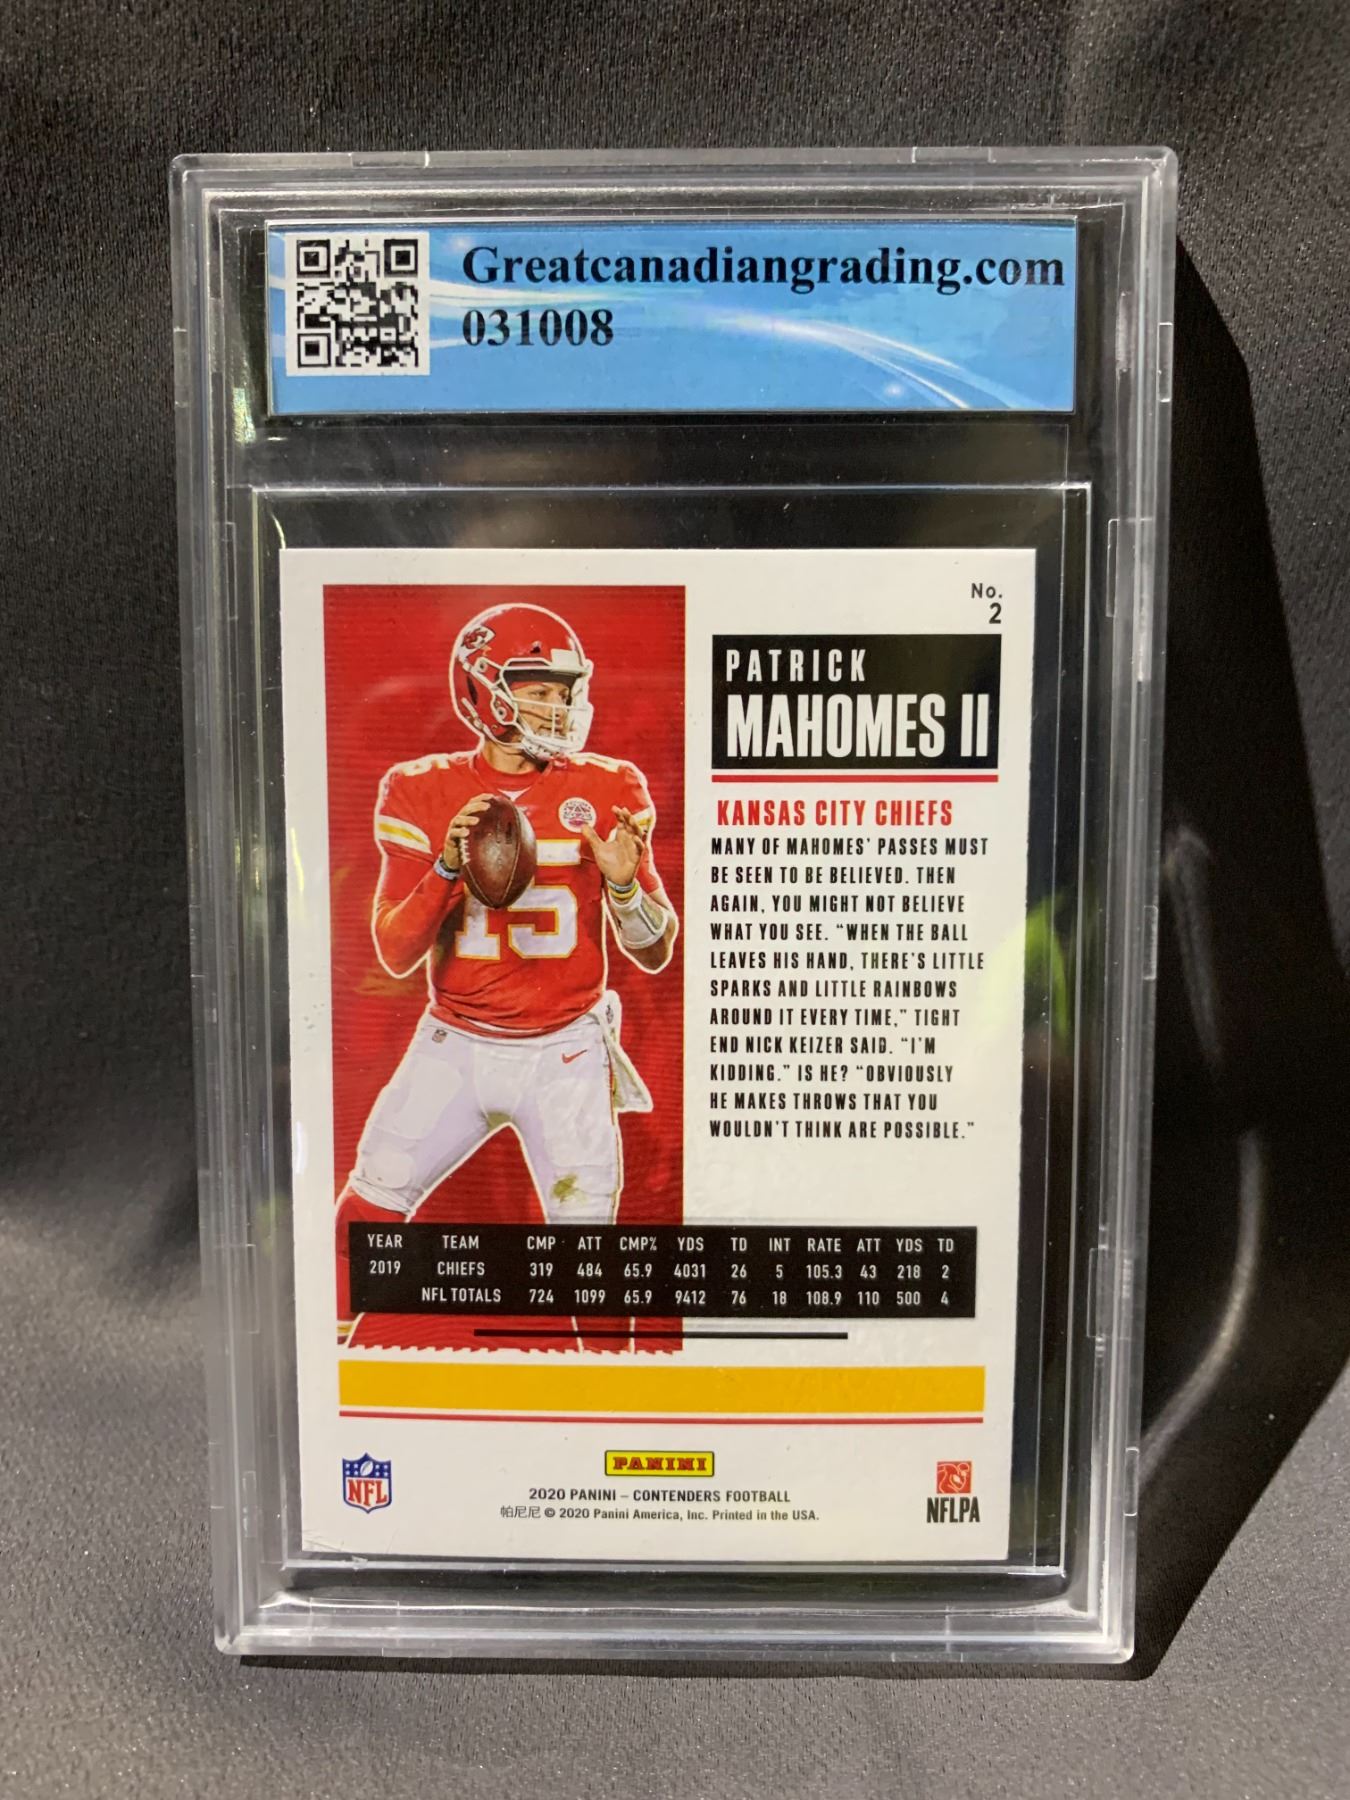 Greatcanadiangrading.com
031008
No.
2
PATRICK
MAHOMES II
KANSAS CITY CHIEFS
MANY OF MAHOMES' PASSES MUST
BE SEEN TO BE BELIEVED. THEN
AGAIN, YOU MIGHT NOT BELIEVE
WHAT YOU SEE. "WHEN THE BALL
LEAVES HIS HAND, THERE'S LITTLE
SPARKS AND LITTLE RAINBOWS
AROUND IT EVERY TIME," TIGHT
END NICK KEIZER SAID. "I'M
KIDDING." IS HE? "OBVIOUSLY
HE MAKES THROWS THAT YOU
WOULDN'T THINK ARE POSSIBLE."
15
15
YEAR TEAM CMP ATT CMP% YDS TD INT RATE ATT YDS TD
2019 CHIEFS 319 484 65.9 4031 26 5 105.3 43 218 2
NFL TOTALS 724 1099 65.9 9412 76 18 108.9 110 500 4
PANINI
NFL
2020 PANINI – CONTENDERS FOOTBALL
帕尼尼 © 2020 Panini America, Inc. Printed in the USA.
NFLPA